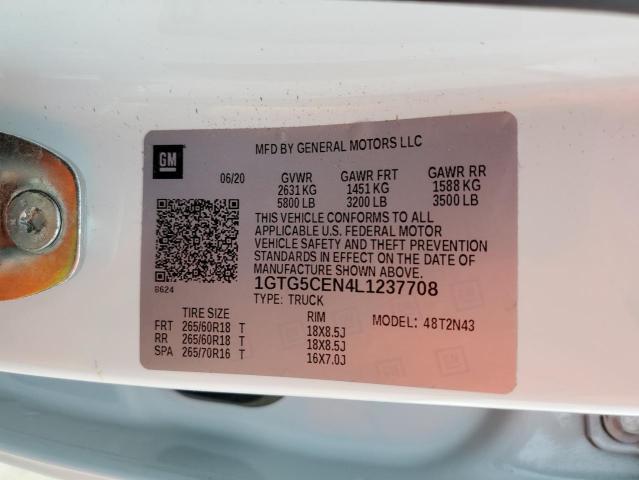 GM
MFD BY GENERAL MOTORS LLC
06/20 GVWR GAWR FRT GAWR RR
2631 KG 1451 KG 1588 KG
5800 LB 3200 LB 3500 LB
THIS VEHICLE CONFORMS TO ALL
APPLICABLE U.S. FEDERAL MOTOR
VEHICLE SAFETY AND THEFT PREVENTION
STANDARDS IN EFFECT ON THE DATE OF
MANUFACTURE SHOWN ABOVE.
8624
1GTG5CEN4L1237708
TYPE: TRUCK
TIRE SIZE RIM MODEL: 48T2N43
FRT 265/60R18 T 18X8.5J
RR 265/60R18 T 18X8.5J
SPA 265/70R16 T 16X7.0J